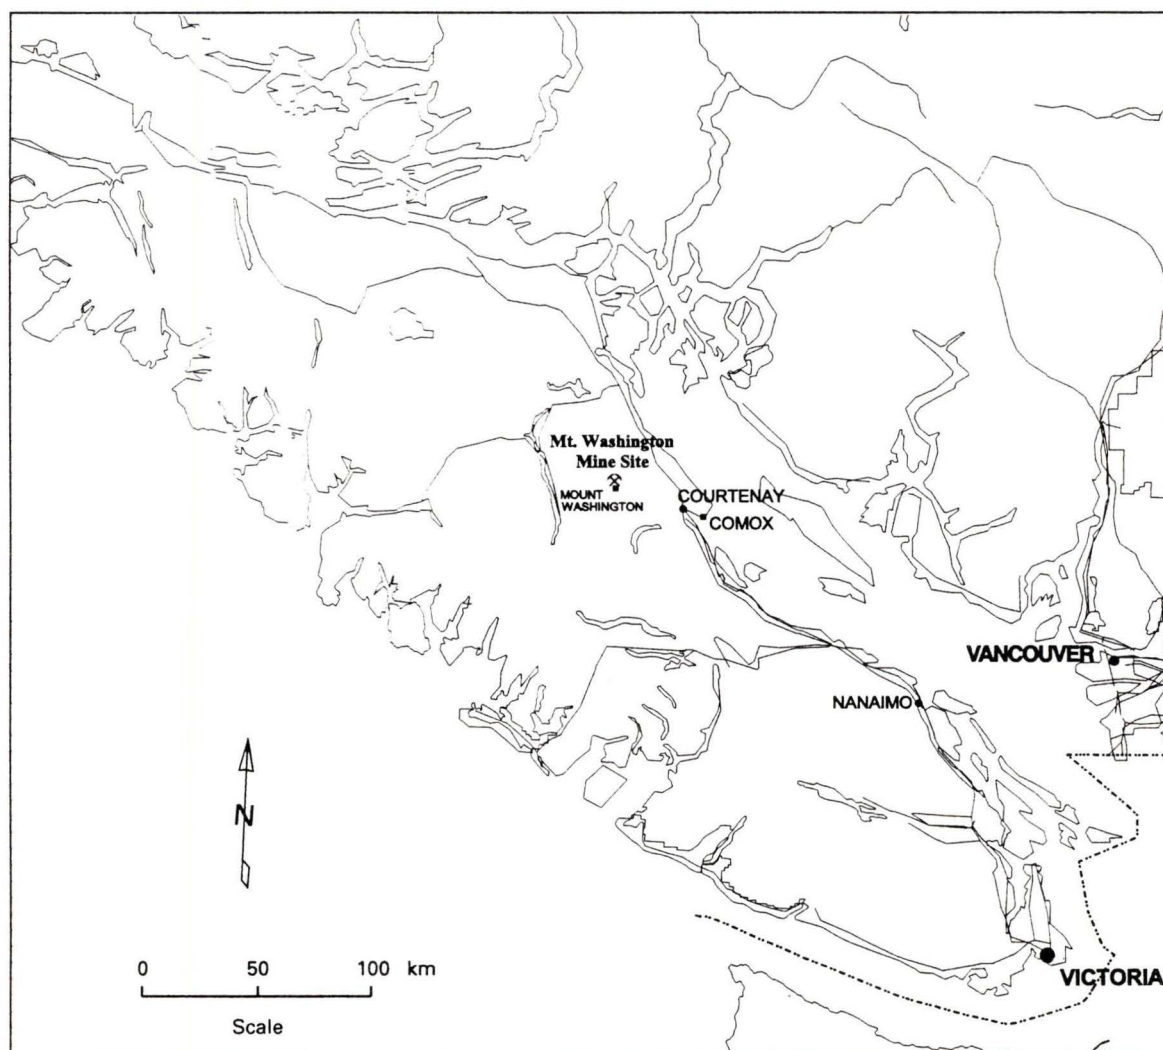 Mt. Washington
Mine Site
MOUNT
WASHINGTON
COURTENAY
COMOX
VANCOUVER
NANAIMO
N
0 50 100 km
Scale
VICTORIA